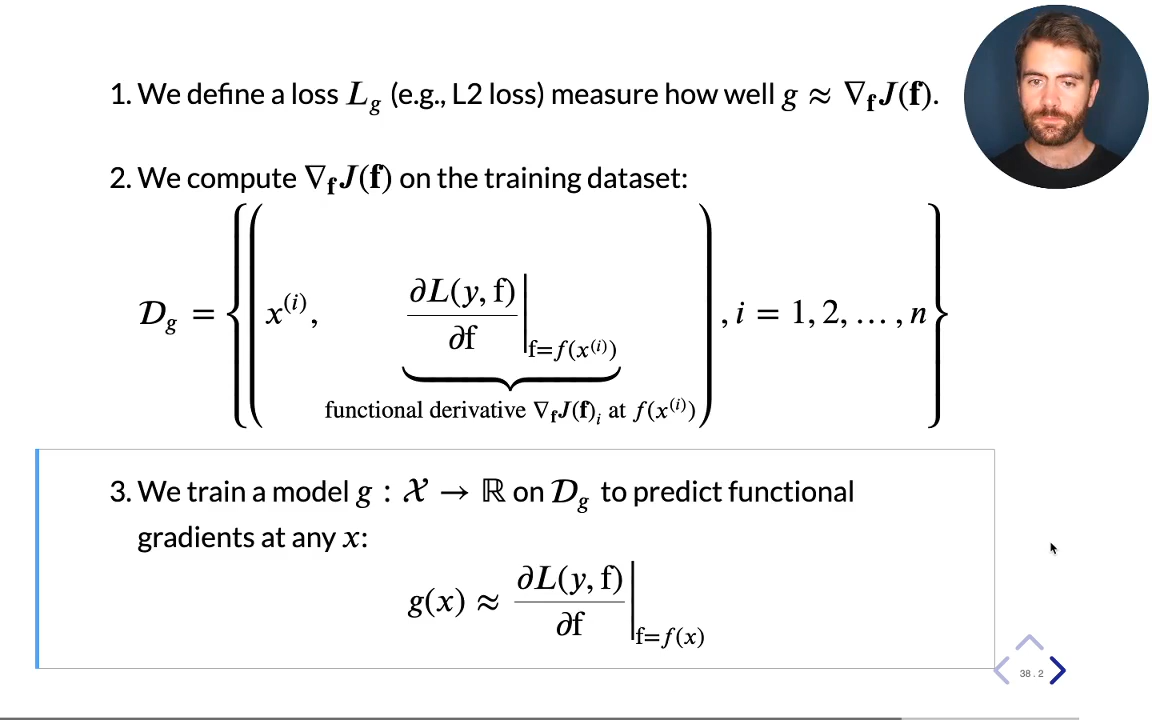 1. We define a loss L_g (e.g., L2 loss) measure how well g ≈ ∇_𝐟 J(𝐟).
2. We compute ∇_𝐟 J(𝐟) on the training dataset:
𝒟_g = { ( x^(i), ∂L(y, f)/∂f |_{f=f(x^(i))} ) , i = 1, 2, … , n }
functional derivative ∇_𝐟 J(𝐟)_i at f(x^(i))
3. We train a model g : 𝒳 → ℝ on 𝒟_g to predict functional
gradients at any x:
g(x) ≈ ∂L(y, f)/∂f |_{f=f(x)}
38 . 2